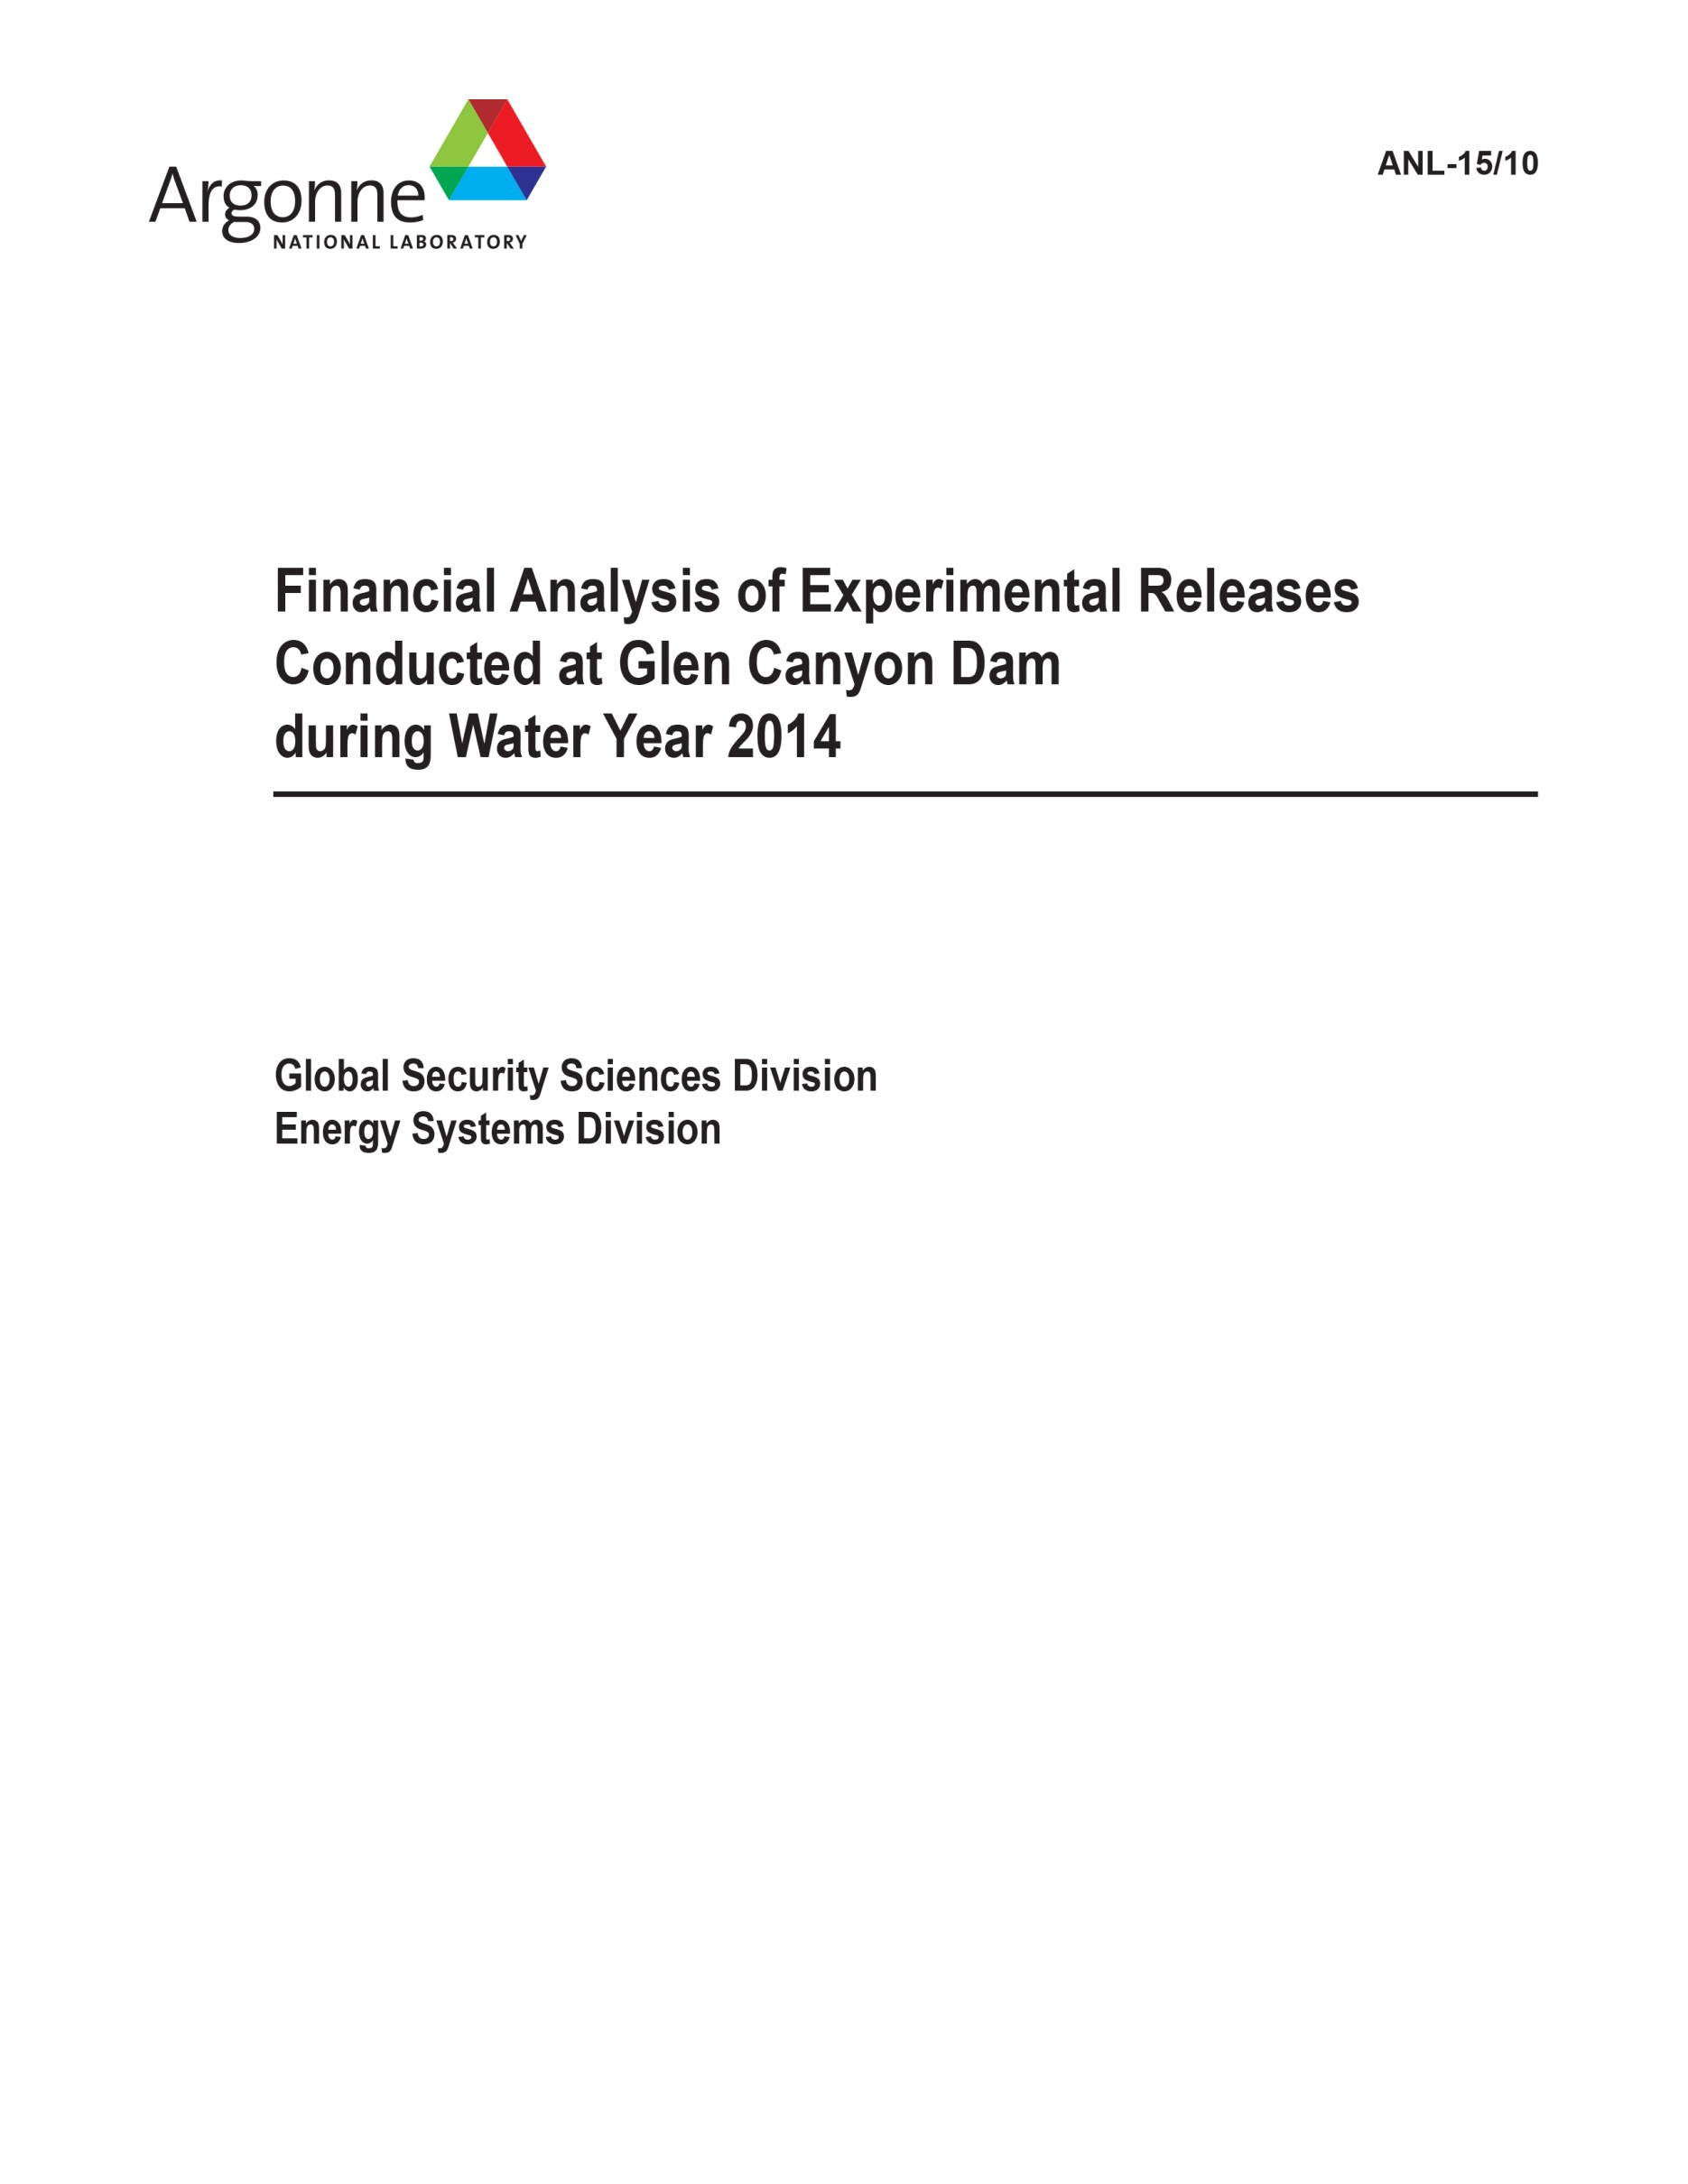 Argonne
NATIONAL LABORATORY
ANL-15/10
Financial Analysis of Experimental Releases
Conducted at Glen Canyon Dam
during Water Year 2014
Global Security Sciences Division
Energy Systems Division